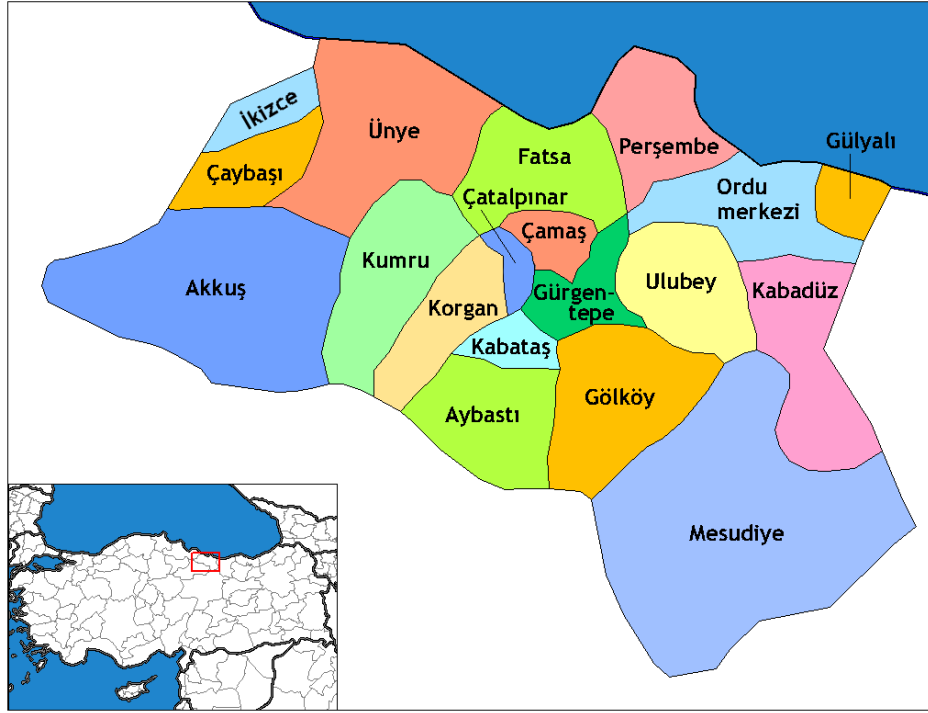 İkizce
Ünye
Çaybaşı
Fatsa
Perşembe
Gülyalı
Çatalpınar
Ordu
merkezi
Çamaş
Kumru
Akkuş
Korgan
Gürgen-
tepe
Ulubey
Kabadüz
Kabataş
Aybastı
Gölköy
Mesudiye